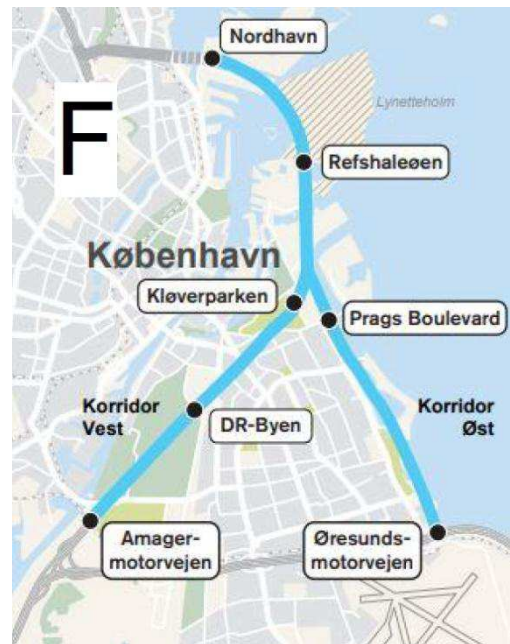 Nordhavn
F
Lynetteholm
Refshaleøen
København
Kløverparken
Prags Boulevard
Korridor
Vest
DR-Byen
Korridor
Øst
Amager-
motorvejen
Øresunds-
motorvejen